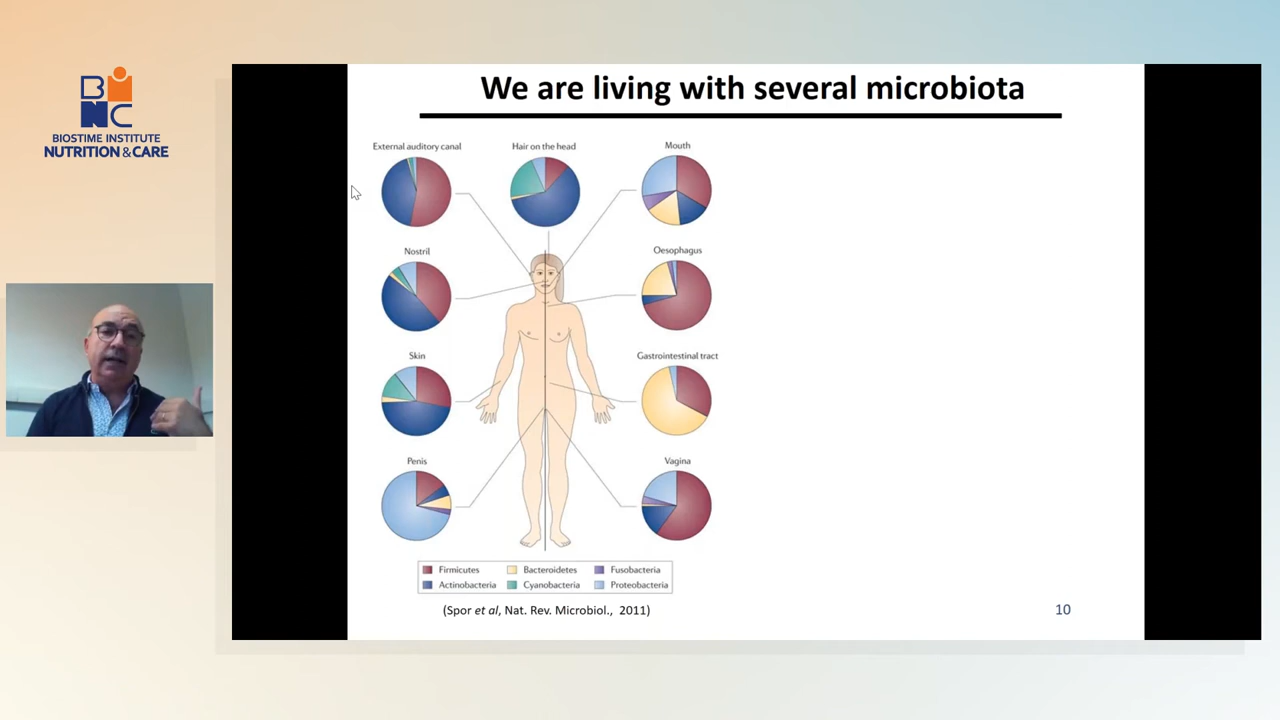 BINC
BIOSTIME INSTITUTE
NUTRITION & CARE
We are living with several microbiota
External auditory canal
Hair on the head
Mouth
Nostril
Oesophagus
Skin
Gastrointestinal tract
Penis
Vagina
Firmicutes
Bacteroidetes
Fusobacteria
Actinobacteria
Cyanobacteria
Proteobacteria
(Spor et al, Nat. Rev. Microbiol., 2011)
10